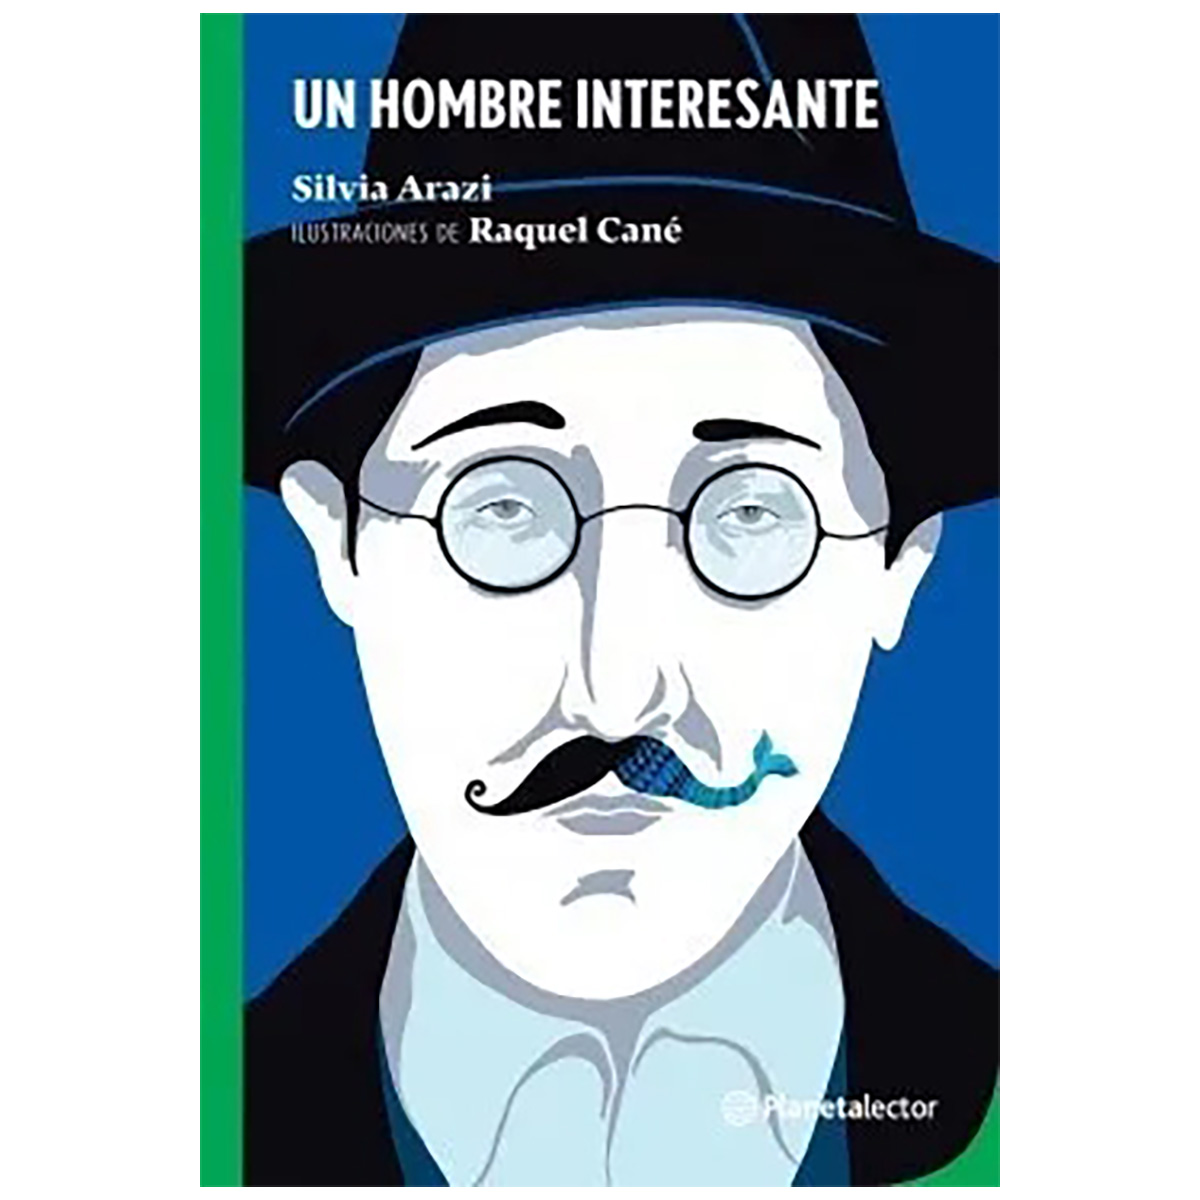 UN HOMBRE INTERESANTE
Silvia Arazi
ILUSTRACIONES DE Raquel Cané
Planetalector